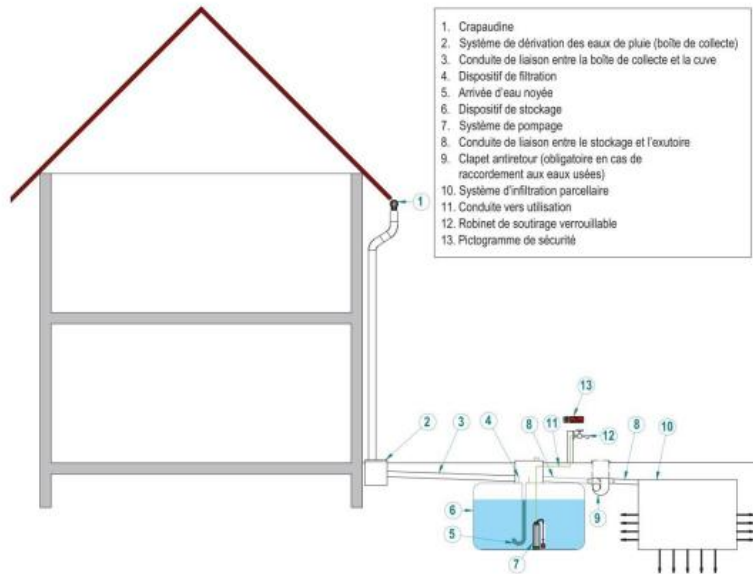 1. Crapaudine
2. Système de dérivation des eaux de pluie (boîte de collecte)
3. Conduite de liaison entre la boîte de collecte et la cuve
4. Dispositif de filtration
5. Arrivée d'eau noyée
6. Dispositif de stockage
7. Système de pompage
8. Conduite de liaison entre le stockage et l'exutoire
9. Clapet antiretour (obligatoire en cas de
raccordement aux eaux usées)
10. Système d'infiltration parcellaire
11. Conduite vers utilisation
12. Robinet de soutirage verrouillable
13. Pictogramme de sécurité
1
13
2
3
4
8
11
12
8
10
6
9
5
7